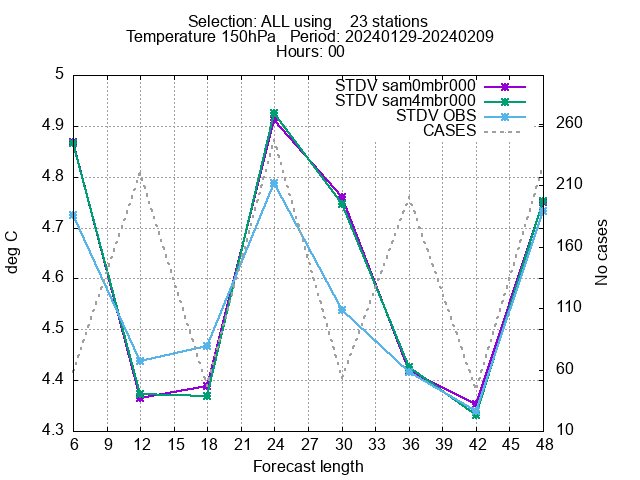 Selection: ALL using    23 stations
Temperature 150hPa   Period: 20240129-20240209
Hours: 00
STDV sam0mbr000
STDV sam4mbr000
STDV OBS
CASES
5
4.9
4.8
4.7
4.6
4.5
4.4
4.3
deg C
260
210
160
110
60
10
No cases
6 9 12 15 18 21 24 27 30 33 36 39 42 45 48
Forecast length